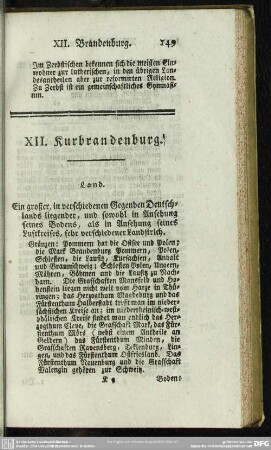 XII. Brandenburg. 149
Im Zerbstischen bekennen sich die meisten Ein-
wohner zur lutherischen, in den übrigen Lan-
desantheilen aber zur reformirten Religion.
Zu Zerbst ist ein gemeinschaftliches Gymnasi-
um.
XII. Kurbrandenburg.
Land.
Ein großer, in verschiedenen Gegenden Deutsch-
lands liegender, und sowohl in Ansehung
seines Bodens, als in Ansehung seines
Luftkreises, sehr verschiedener Landstrich.
Gränzen: Pommern hat die Ostsee und Polen;
die Mark Brandenburg Pommern, Polen,
Schlesien, die Lausitz, Kursachsen, Anhalt
und Braunschweig; Schlesien Polen, Ungern,
Mähren, Böhmen und die Lausitz zu Nach-
barn. Die Grafschaften Mansfeld und Ho-
henstein liegen nicht weit vom Harze in Thü-
ringen; das Herzogthum Magdeburg und das
Fürstenthum Halberstadt trift man im nieder-
sächsischen Kreise an; im niederrheinisch-west-
phälischen Kreise findet man endlich das Her-
zogthum Cleve, die Grafschaft Mark, das Für-
stenthum Mörs (nebst einem Antheile an
Geldern) das Fürstenthum Minden, die
Grafschaften Ravensberg, Teklenburg, Lin-
gen, und das Fürstenthum Ostfriesland. Das
Fürstenthum Neuenburg und die Grafschaft
Valengin gehören zur Schweiz.
Boden: